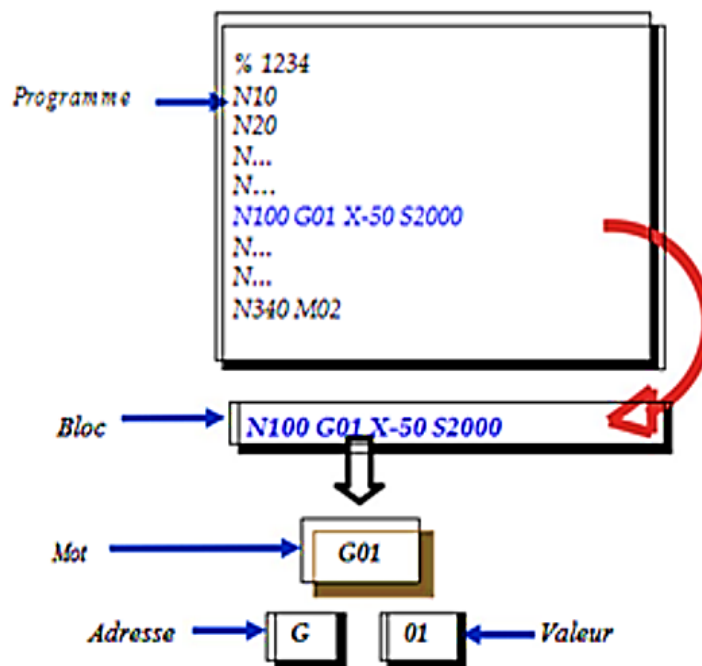 % 1234
Programme
N10
N20
N...
N...
N100 G01 X-50 S2000
N...
N...
N340 M02
Bloc
N100 G01 X-50 S2000
Mot
G01
Adresse
G
01
Valeur